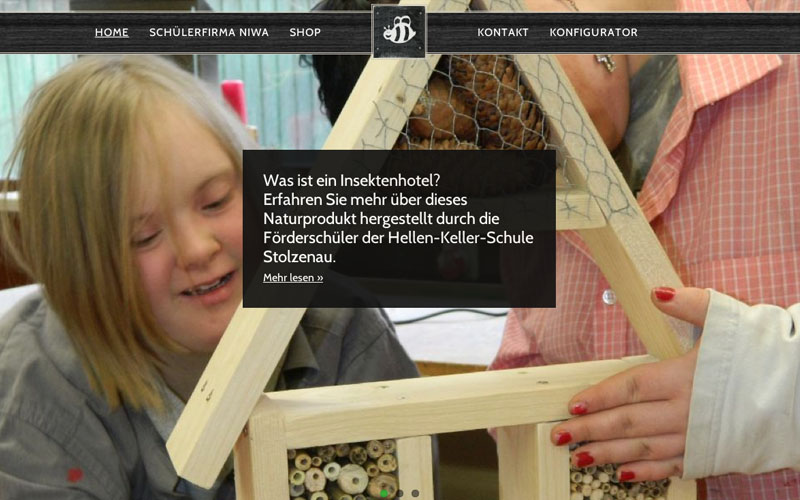 HOME SCHÜLERFIRMA NIWA SHOP KONTAKT KONFIGURATOR
Was ist ein Insektenhotel?
Erfahren Sie mehr über dieses
Naturprodukt hergestellt durch die
Förderschüler der Hellen-Keller-Schule
Stolzenau.
Mehr lesen »